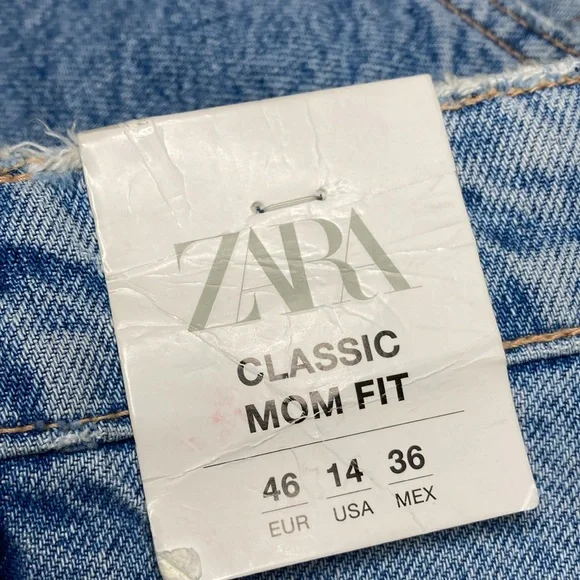 ZARA
CLASSIC
MOM FIT
46 14 36
EUR USA MEX